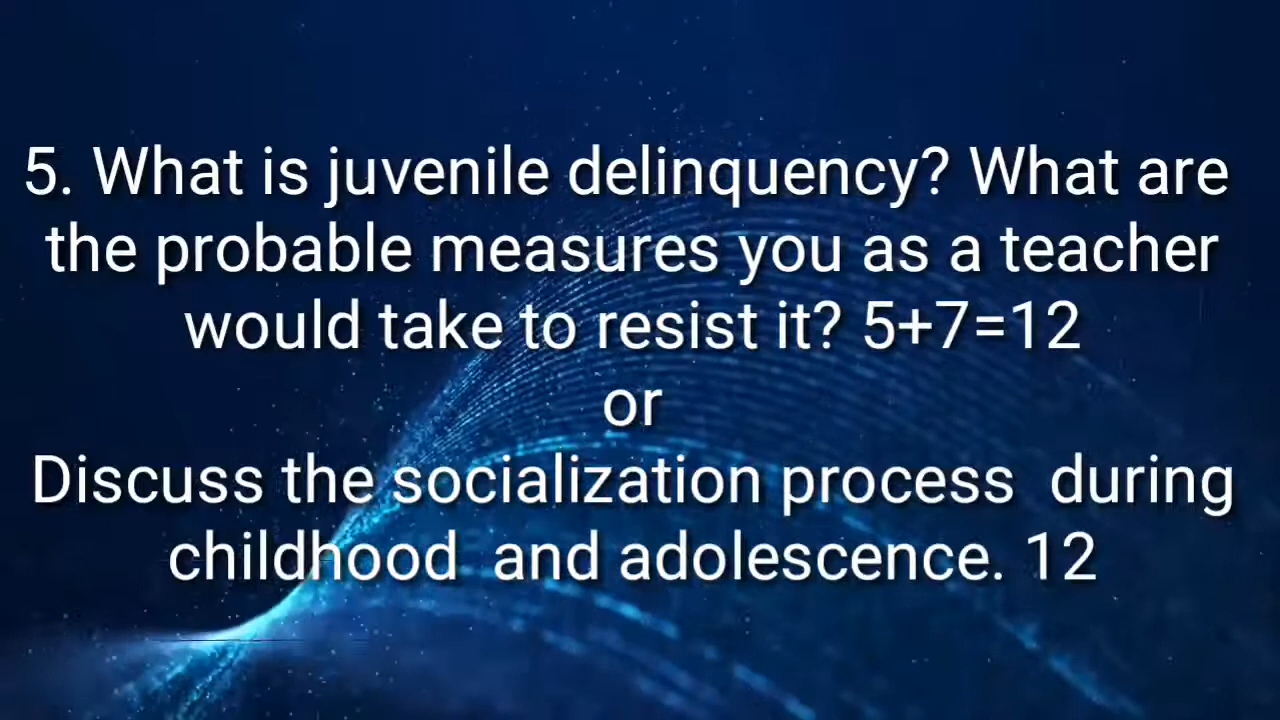 5. What is juvenile delinquency? What are
the probable measures you as a teacher
would take to resist it? 5+7=12
or
Discuss the socialization process  during
childhood  and adolescence. 12